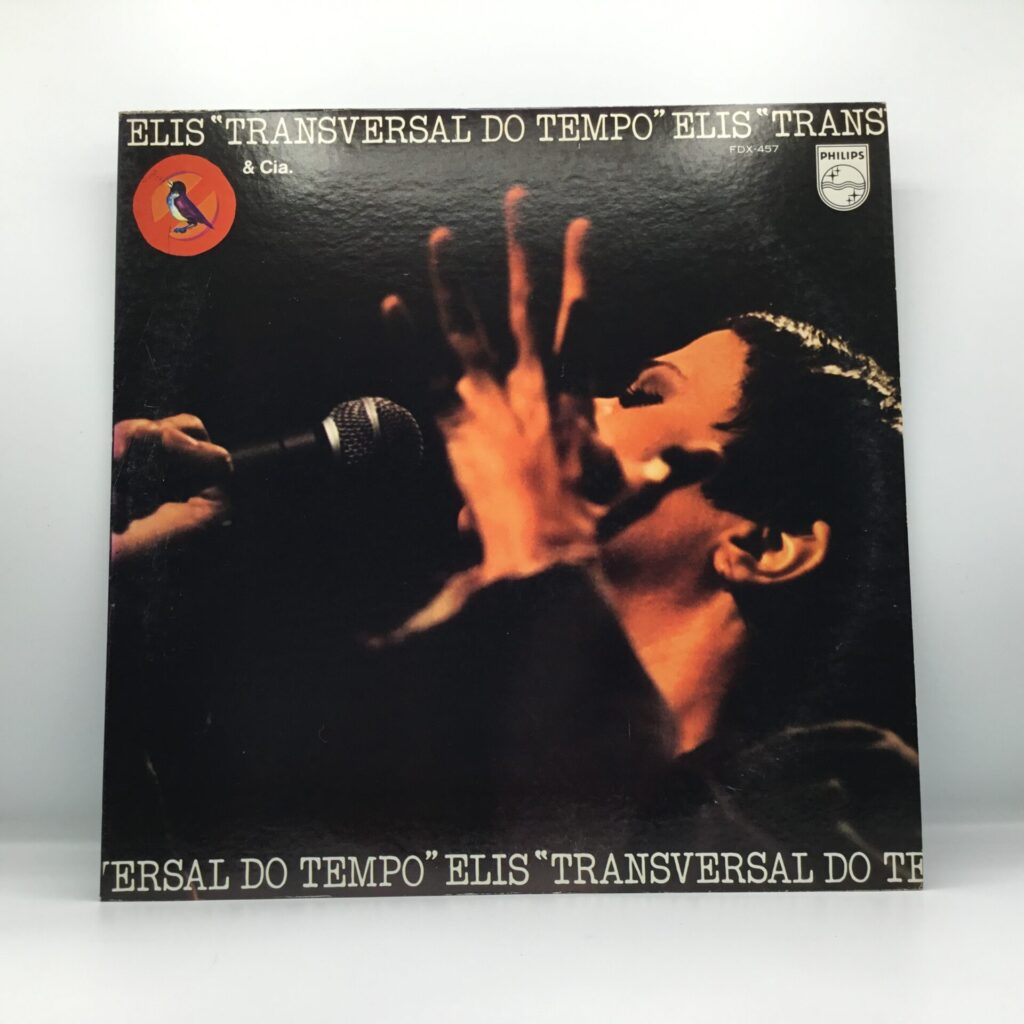 ELIS "TRANSVERSAL DO TEMPO" ELIS "TRANS
& Cia.
FDX-457
PHILIPS
VERSAL DO TEMPO" ELIS "TRANSVERSAL DO TE